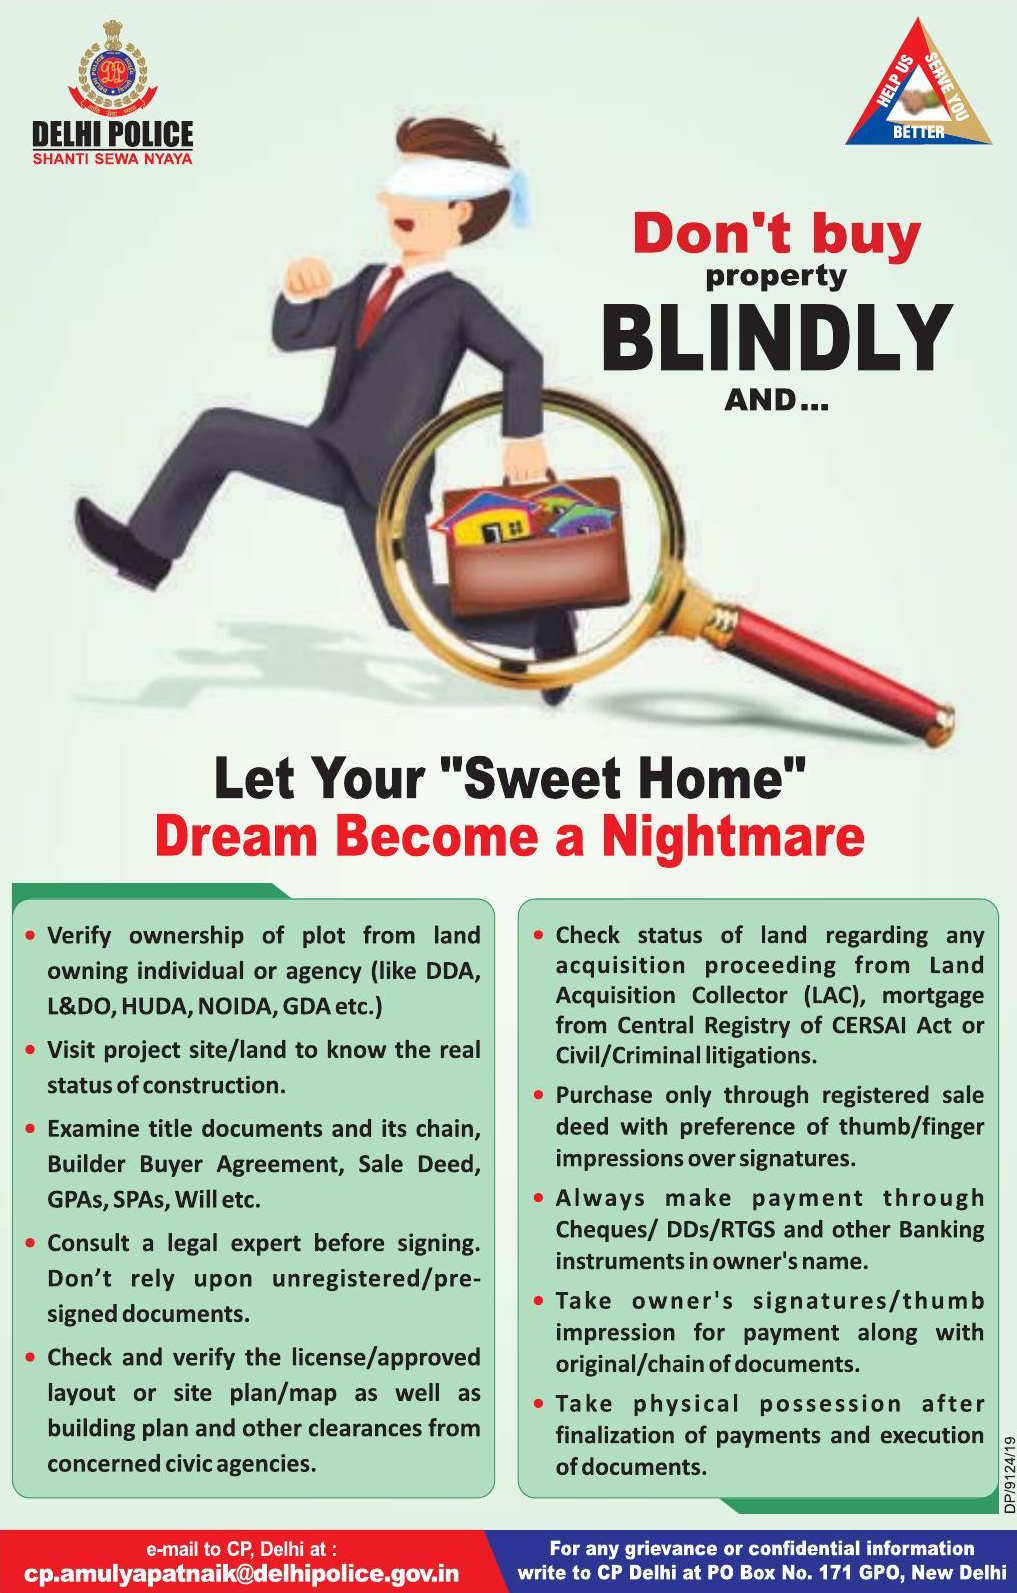 DELHI POLICE
SHANTI SEWA NYAYA
HELP US
SERVE YOU
BETTER
Don't buy
property
BLINDLY
AND...
Let Your "Sweet Home"
Dream Become a Nightmare
• Verify ownership of plot from land
owning individual or agency (like DDA,
L&DO, HUDA, NOIDA, GDA etc.)
• Visit project site/land to know the real
status of construction.
• Examine title documents and its chain,
Builder Buyer Agreement, Sale Deed,
GPAs, SPAs, Will etc.
• Consult a legal expert before signing.
Don't rely upon unregistered/pre-
signed documents.
• Check and verify the license/approved
layout or site plan/map as well as
building plan and other clearances from
concerned civic agencies.
• Check status of land regarding any
acquisition proceeding from Land
Acquisition Collector (LAC), mortgage
from Central Registry of CERSAI Act or
Civil/Criminal litigations.
• Purchase only through registered sale
deed with preference of thumb/finger
impressions over signatures.
• Always make payment through
Cheques/ DDs/RTGS and other Banking
instruments in owner's name.
• Take owner's signatures/thumb
impression for payment along with
original/chain of documents.
• Take physical possession after
finalization of payments and execution
of documents.
DP/9124/19
e-mail to CP, Delhi at :
cp.amulyapatnaik@delhipolice.gov.in
For any grievance or confidential information
write to CP Delhi at PO Box No. 171 GPO, New Delhi